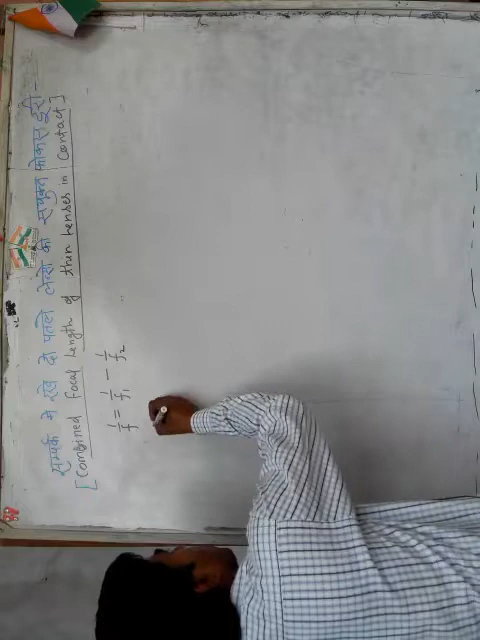 सम्पर्क मे रखे दो पतले लेन्सो की संयुक्त फोकस दूरी -
[Combined Focal Length of thin Lenses in Contact]
1/F = 1/f₁ - 1/f₂